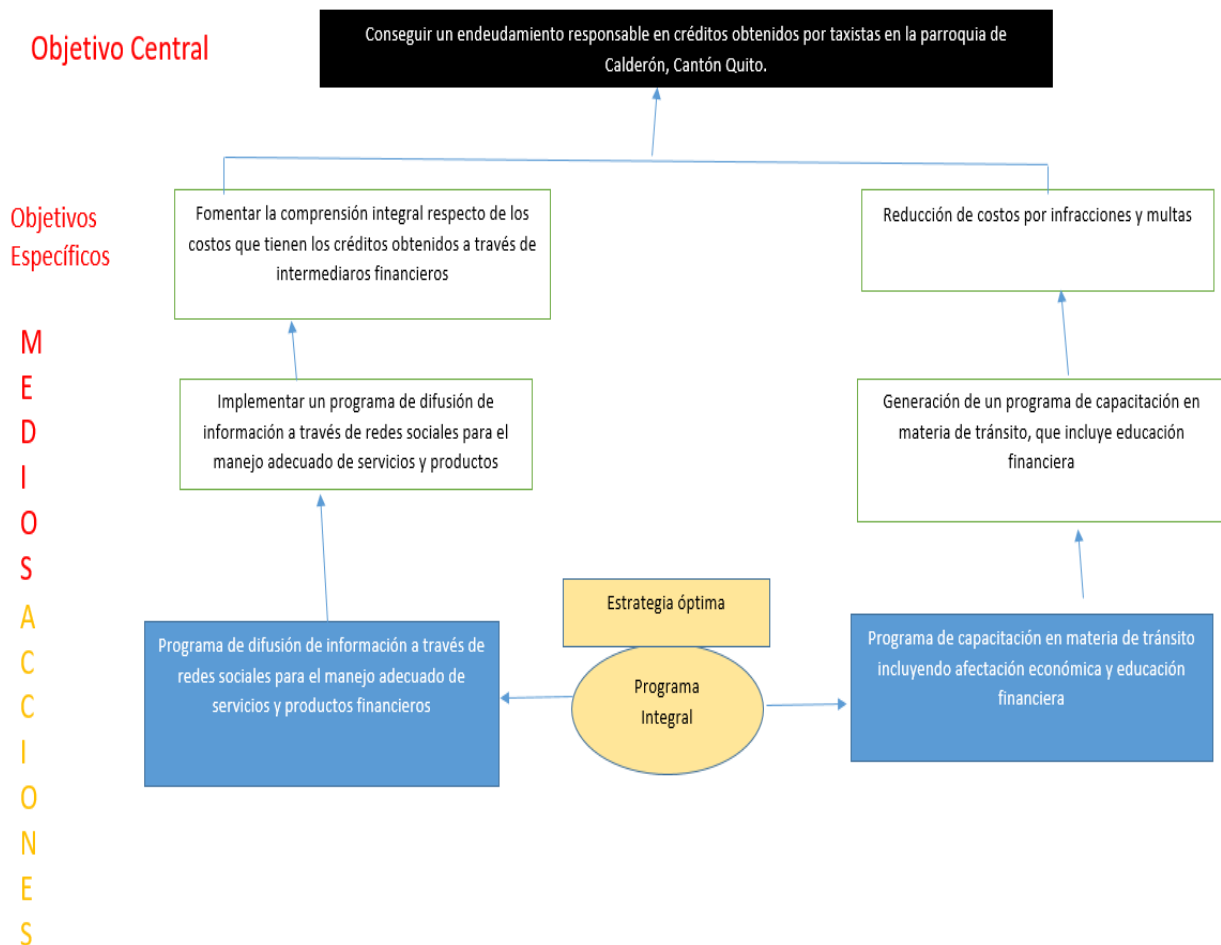 Objetivo Central
Conseguir un endeudamiento responsable en créditos obtenidos por taxistas en la parroquia de
Calderón, Cantón Quito.
Objetivos
Específicos
Fomentar la comprensión integral respecto de los
costos que tienen los créditos obtenidos a través de
intermediaros financieros
Reducción de costos por infracciones y multas
M
E
D
I
O
S
Implementar un programa de difusión de
información a través de redes sociales para el
manejo adecuado de servicios y productos
Generación de un programa de capacitación en
materia de tránsito, que incluye educación
financiera
A
C
C
I
O
N
E
S
Programa de difusión de información a través de
redes sociales para el manejo adecuado de
servicios y productos financieros
Estrategia óptima
Programa
Integral
Programa de capacitación en materia de tránsito
incluyendo afectación económica y educación
financiera